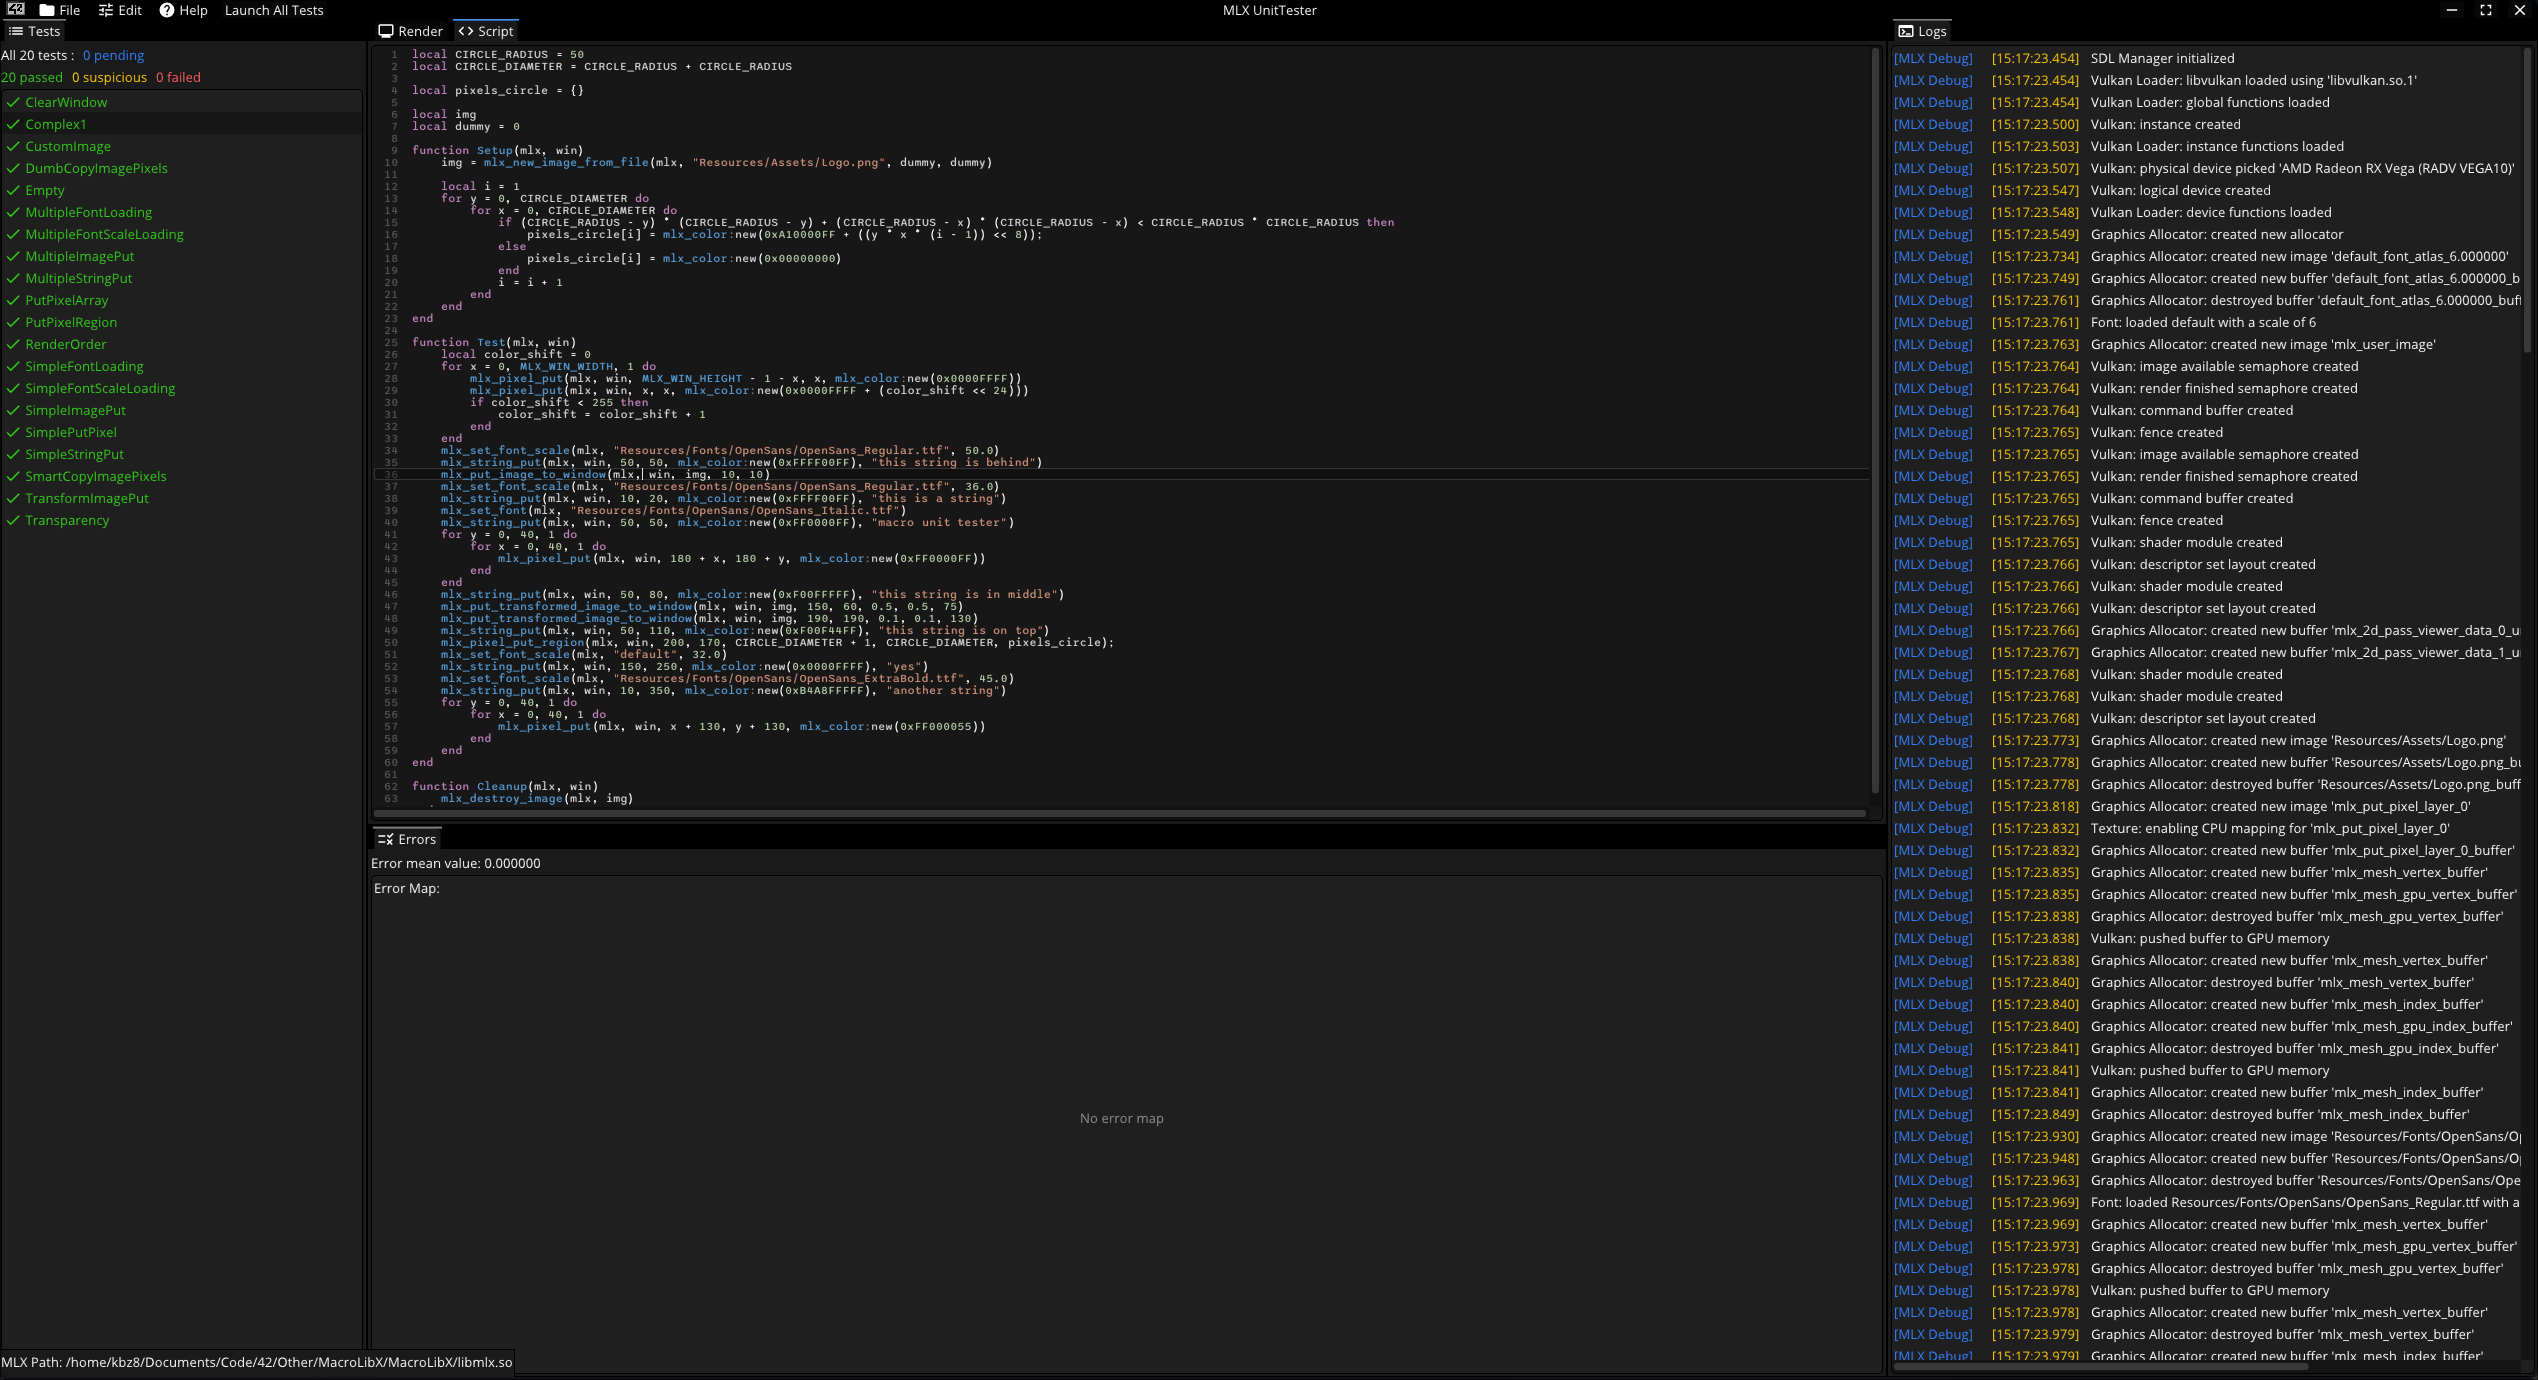 File Edit Help Launch All Tests MLX UnitTester
Tests
All 20 tests : 0 pending
20 passed 0 suspicious 0 failed
ClearWindow
Complex1
CustomImage
DumbCopyImagePixels
Empty
MultipleFontLoading
MultipleFontScaleLoading
MultipleImagePut
MultipleStringPut
PutPixelArray
PutPixelRegion
RenderOrder
SimpleFontLoading
SimpleFontScaleLoading
SimpleImagePut
SimplePutPixel
SimpleStringPut
SmartCopyImagePixels
TransformImagePut
Transparency
MLX Path: /home/kbz8/Documents/Code/42/Other/MacroLibX/MacroLibX/libmlx.so
Render Script
1 local CIRCLE_RADIUS = 50
2 local CIRCLE_DIAMETER = CIRCLE_RADIUS + CIRCLE_RADIUS
3
4 local pixels_circle = {}
5
6 local img
7 local dummy = 0
8
9 function Setup(mlx, win)
10 img = mlx_new_image_from_file(mlx, "Resources/Assets/Logo.png", dummy, dummy)
11
12 local i = 1
13 for y = 0, CIRCLE_DIAMETER do
14 for x = 0, CIRCLE_DIAMETER do
15 if (CIRCLE_RADIUS - y) * (CIRCLE_RADIUS - y) + (CIRCLE_RADIUS - x) * (CIRCLE_RADIUS - x) < CIRCLE_RADIUS * CIRCLE_RADIUS then
16 pixels_circle[i] = mlx_color:new(0xA10000FF + ((y * x * (i - 1)) << 8));
17 else
18 pixels_circle[i] = mlx_color:new(0x00000000)
19 end
20 i = i + 1
21 end
22 end
23 end
24
25 function Test(mlx, win)
26 local color_shift = 0
27 for x = 0, MLX_WIN_WIDTH, 1 do
28 mlx_pixel_put(mlx, win, MLX_WIN_HEIGHT - 1 - x, x, mlx_color:new(0x0000FFFF))
29 mlx_pixel_put(mlx, win, x, x, mlx_color:new(0x0000FFFF + (color_shift << 24)))
30 if color_shift < 255 then
31 color_shift = color_shift + 1
32 end
33 end
34 mlx_set_font_scale(mlx, "Resources/Fonts/OpenSans/OpenSans_Regular.ttf", 50.0)
35 mlx_string_put(mlx, win, 50, 50, mlx_color:new(0xFFFF00FF), "this string is behind")
36 mlx_put_image_to_window(mlx, win, img, 10, 10)
37 mlx_set_font_scale(mlx, "Resources/Fonts/OpenSans/OpenSans_Regular.ttf", 36.0)
38 mlx_string_put(mlx, win, 10, 20, mlx_color:new(0xFFFF00FF), "this is a string")
39 mlx_set_font(mlx, "Resources/Fonts/OpenSans/OpenSans_Italic.ttf")
40 mlx_string_put(mlx, win, 50, 50, mlx_color:new(0xFF0000FF), "macro unit tester")
41 for y = 0, 40, 1 do
42 for x = 0, 40, 1 do
43 mlx_pixel_put(mlx, win, 180 + x, 180 + y, mlx_color:new(0xFF0000FF))
44 end
45 end
46 mlx_string_put(mlx, win, 50, 80, mlx_color:new(0xF00FFFFF), "this string is in middle")
47 mlx_put_transformed_image_to_window(mlx, win, img, 150, 60, 0.5, 0.5, 75)
48 mlx_put_transformed_image_to_window(mlx, win, img, 190, 190, 0.1, 0.1, 130)
49 mlx_string_put(mlx, win, 50, 110, mlx_color:new(0xF00F44FF), "this string is on top")
50 mlx_pixel_put_region(mlx, win, 200, 170, CIRCLE_DIAMETER + 1, CIRCLE_DIAMETER, pixels_circle);
51 mlx_set_font_scale(mlx, "default", 32.0)
52 mlx_string_put(mlx, win, 150, 250, mlx_color:new(0x0000FFFF), "yes")
53 mlx_set_font_scale(mlx, "Resources/Fonts/OpenSans/OpenSans_ExtraBold.ttf", 45.0)
54 mlx_string_put(mlx, win, 10, 350, mlx_color:new(0xB4A8FFFFF), "another string")
55 for y = 0, 40, 1 do
56 for x = 0, 40, 1 do
57 mlx_pixel_put(mlx, win, x + 130, y + 130, mlx_color:new(0xFF000055))
58 end
59 end
60 end
61
62 function Cleanup(mlx, win)
63 mlx_destroy_image(mlx, img)
Errors
Error mean value: 0.000000
Error Map:
No error map
Logs
[MLX Debug] [15:17:23.454] SDL Manager initialized
[MLX Debug] [15:17:23.454] Vulkan Loader: libvulkan loaded using 'libvulkan.so.1'
[MLX Debug] [15:17:23.454] Vulkan Loader: global functions loaded
[MLX Debug] [15:17:23.500] Vulkan: instance created
[MLX Debug] [15:17:23.503] Vulkan Loader: instance functions loaded
[MLX Debug] [15:17:23.507] Vulkan: physical device picked 'AMD Radeon RX Vega (RADV VEGA10)'
[MLX Debug] [15:17:23.547] Vulkan: logical device created
[MLX Debug] [15:17:23.548] Vulkan Loader: device functions loaded
[MLX Debug] [15:17:23.549] Graphics Allocator: created new allocator
[MLX Debug] [15:17:23.734] Graphics Allocator: created new image 'default_font_atlas_6.000000'
[MLX Debug] [15:17:23.749] Graphics Allocator: created new buffer 'default_font_atlas_6.000000_b
[MLX Debug] [15:17:23.761] Graphics Allocator: destroyed buffer 'default_font_atlas_6.000000_buff
[MLX Debug] [15:17:23.761] Font: loaded default with a scale of 6
[MLX Debug] [15:17:23.763] Graphics Allocator: created new image 'mlx_user_image'
[MLX Debug] [15:17:23.764] Vulkan: image available semaphore created
[MLX Debug] [15:17:23.764] Vulkan: render finished semaphore created
[MLX Debug] [15:17:23.764] Vulkan: command buffer created
[MLX Debug] [15:17:23.765] Vulkan: fence created
[MLX Debug] [15:17:23.765] Vulkan: image available semaphore created
[MLX Debug] [15:17:23.765] Vulkan: render finished semaphore created
[MLX Debug] [15:17:23.765] Vulkan: command buffer created
[MLX Debug] [15:17:23.765] Vulkan: fence created
[MLX Debug] [15:17:23.765] Vulkan: shader module created
[MLX Debug] [15:17:23.766] Vulkan: descriptor set layout created
[MLX Debug] [15:17:23.766] Vulkan: shader module created
[MLX Debug] [15:17:23.766] Vulkan: descriptor set layout created
[MLX Debug] [15:17:23.766] Graphics Allocator: created new buffer 'mlx_2d_pass_viewer_data_0_u
[MLX Debug] [15:17:23.767] Graphics Allocator: created new buffer 'mlx_2d_pass_viewer_data_1_u
[MLX Debug] [15:17:23.768] Vulkan: shader module created
[MLX Debug] [15:17:23.768] Vulkan: shader module created
[MLX Debug] [15:17:23.768] Vulkan: descriptor set layout created
[MLX Debug] [15:17:23.773] Graphics Allocator: created new image 'Resources/Assets/Logo.png'
[MLX Debug] [15:17:23.778] Graphics Allocator: created new buffer 'Resources/Assets/Logo.png_bu
[MLX Debug] [15:17:23.778] Graphics Allocator: destroyed buffer 'Resources/Assets/Logo.png_buff
[MLX Debug] [15:17:23.818] Graphics Allocator: created new image 'mlx_put_pixel_layer_0'
[MLX Debug] [15:17:23.832] Texture: enabling CPU mapping for 'mlx_put_pixel_layer_0'
[MLX Debug] [15:17:23.832] Graphics Allocator: created new buffer 'mlx_put_pixel_layer_0_buffer'
[MLX Debug] [15:17:23.835] Graphics Allocator: created new buffer 'mlx_mesh_vertex_buffer'
[MLX Debug] [15:17:23.835] Graphics Allocator: created new buffer 'mlx_mesh_gpu_vertex_buffer'
[MLX Debug] [15:17:23.838] Graphics Allocator: destroyed buffer 'mlx_mesh_gpu_vertex_buffer'
[MLX Debug] [15:17:23.838] Vulkan: pushed buffer to GPU memory
[MLX Debug] [15:17:23.838] Graphics Allocator: created new buffer 'mlx_mesh_vertex_buffer'
[MLX Debug] [15:17:23.840] Graphics Allocator: destroyed buffer 'mlx_mesh_vertex_buffer'
[MLX Debug] [15:17:23.840] Graphics Allocator: created new buffer 'mlx_mesh_index_buffer'
[MLX Debug] [15:17:23.840] Graphics Allocator: created new buffer 'mlx_mesh_gpu_index_buffer'
[MLX Debug] [15:17:23.841] Graphics Allocator: destroyed buffer 'mlx_mesh_gpu_index_buffer'
[MLX Debug] [15:17:23.841] Vulkan: pushed buffer to GPU memory
[MLX Debug] [15:17:23.841] Graphics Allocator: created new buffer 'mlx_mesh_index_buffer'
[MLX Debug] [15:17:23.849] Graphics Allocator: destroyed buffer 'mlx_mesh_index_buffer'
[MLX Debug] [15:17:23.930] Graphics Allocator: created new image 'Resources/Fonts/OpenSans/O
[MLX Debug] [15:17:23.948] Graphics Allocator: created new buffer 'Resources/Fonts/OpenSans/O
[MLX Debug] [15:17:23.963] Graphics Allocator: destroyed buffer 'Resources/Fonts/OpenSans/Ope
[MLX Debug] [15:17:23.969] Font: loaded Resources/Fonts/OpenSans/OpenSans_Regular.ttf with a
[MLX Debug] [15:17:23.969] Graphics Allocator: created new buffer 'mlx_mesh_vertex_buffer'
[MLX Debug] [15:17:23.973] Graphics Allocator: created new buffer 'mlx_mesh_gpu_vertex_buffer'
[MLX Debug] [15:17:23.978] Graphics Allocator: destroyed buffer 'mlx_mesh_gpu_vertex_buffer'
[MLX Debug] [15:17:23.978] Vulkan: pushed buffer to GPU memory
[MLX Debug] [15:17:23.978] Graphics Allocator: created new buffer 'mlx_mesh_vertex_buffer'
[MLX Debug] [15:17:23.979] Graphics Allocator: destroyed buffer 'mlx_mesh_vertex_buffer'
[MLX Debug] [15:17:23.979] Graphics Allocator: created new buffer 'mlx_mesh_index_buffer'